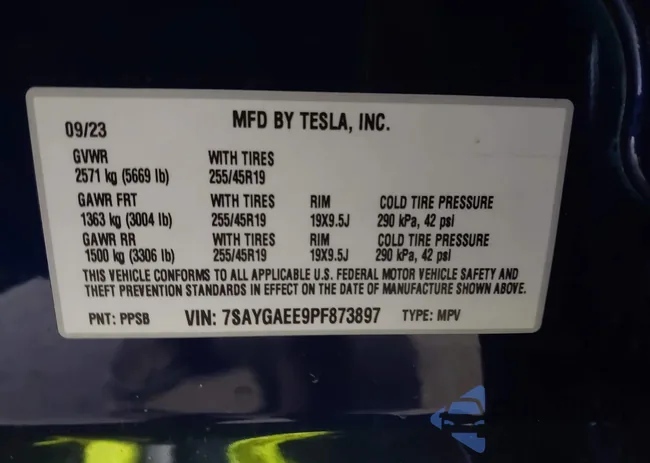 09/23 MFD BY TESLA, INC.
GVWR WITH TIRES
2571 kg (5669 lb) 255/45R19
GAWR FRT WITH TIRES RIM COLD TIRE PRESSURE
1363 kg (3004 lb) 255/45R19 19X9.5J 290 kPa, 42 psi
GAWR RR WITH TIRES RIM COLD TIRE PRESSURE
1500 kg (3306 lb) 255/45R19 19X9.5J 290 kPa, 42 psi
THIS VEHICLE CONFORMS TO ALL APPLICABLE U.S. FEDERAL MOTOR VEHICLE SAFETY AND
THEFT PREVENTION STANDARDS IN EFFECT ON THE DATE OF MANUFACTURE SHOWN ABOVE.
PNT: PPSB VIN: 7SAYGAEE9PF873897 TYPE: MPV